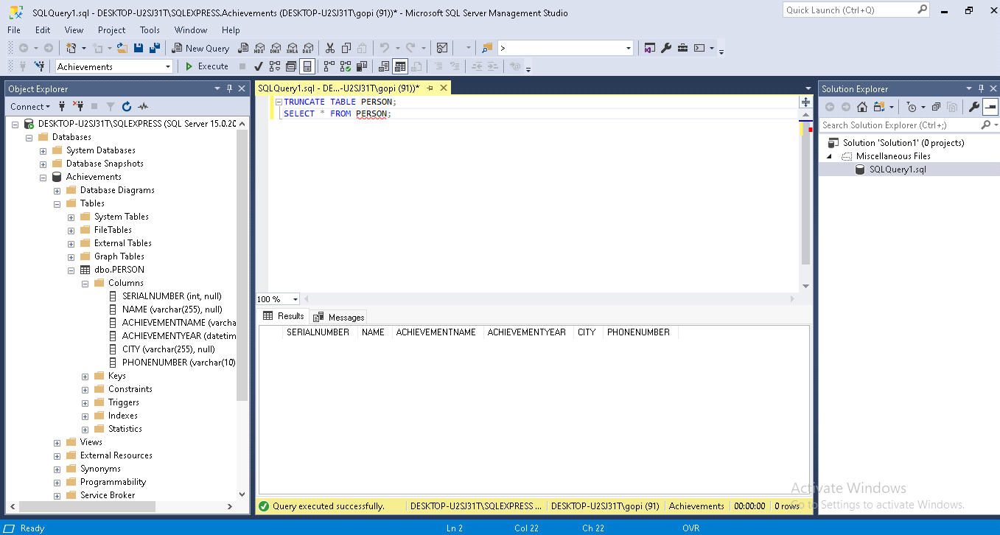 SQLQuery1.sql - DESKTOP-U2SJ31T\SQLEXPRESS.Achievements (DESKTOP-U2SJ31T\gopi (91))* - Microsoft SQL Server Management Studio
Quick Launch (Ctrl+Q)
File Edit View Project Tools Window Help
New Query MDX DMX XMLA DAX >
Achievements Execute
Object Explorer
Connect
DESKTOP-U2SJ31T\SQLEXPRESS (SQL Server 15.0.20
Databases
System Databases
Database Snapshots
Achievements
Database Diagrams
Tables
System Tables
FileTables
External Tables
Graph Tables
dbo.PERSON
Columns
SERIALNUMBER (int, null)
NAME (varchar(255), null)
ACHIEVEMENTNAME (varcha
ACHIEVEMENTYEAR (datetim
CITY (varchar(255), null)
PHONENUMBER (varchar(10)
Keys
Constraints
Triggers
Indexes
Statistics
Views
External Resources
Synonyms
Programmability
Service Broker
SQLQuery1.sql - DE...-U2SJ31T\gopi (91))*
TRUNCATE TABLE PERSON;
SELECT * FROM PERSON;
100 %
Results Messages
SERIALNUMBER NAME ACHIEVEMENTNAME ACHIEVEMENTYEAR CITY PHONENUMBER
Query executed successfully. DESKTOP-U2SJ31T\SQLEXPRESS ... DESKTOP-U2SJ31T\gopi (91) Achievements 00:00:00 0 rows
Solution Explorer
Search Solution Explorer (Ctrl+;)
Solution 'Solution1' (0 projects)
Miscellaneous Files
SQLQuery1.sql
Activate Windows
Go to Settings to activate Windows.
Ready Ln 2 Col 22 Ch 22 OVR